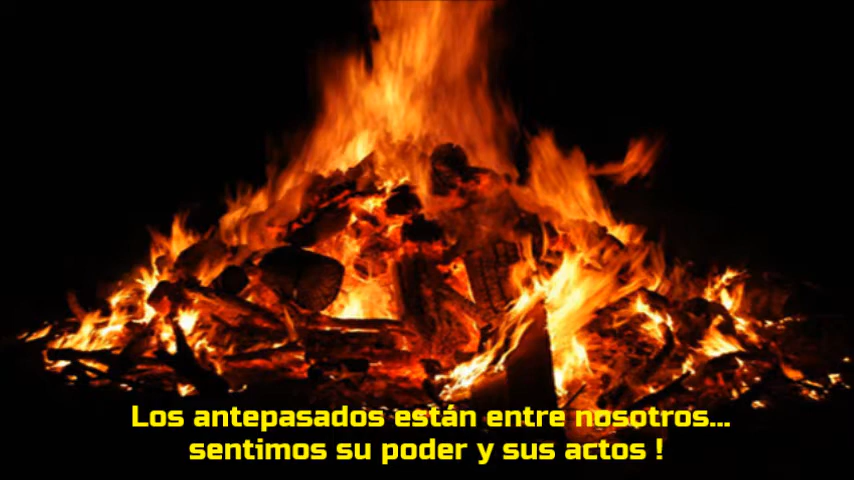 Los antepasados están entre nosotros...
sentimos su poder y sus actos !